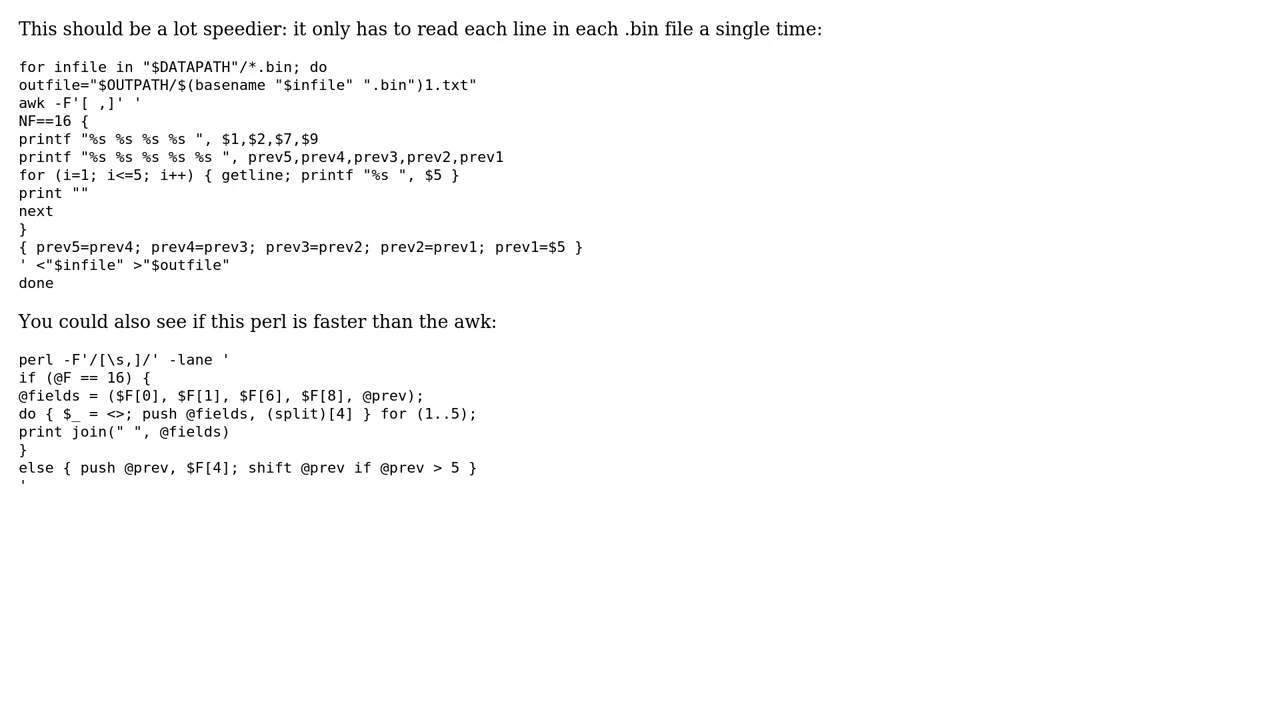 This should be a lot speedier: it only has to read each line in each .bin file a single time:
for infile in "$DATAPATH"/*.bin; do
outfile="$OUTPATH/$(basename "$infile" ".bin")1.txt"
awk -F'[ ,]' '
NF==16 {
printf "%s %s %s %s ", $1,$2,$7,$9
printf "%s %s %s %s %s ", prev5,prev4,prev3,prev2,prev1
for (i=1; i<=5; i++) { getline; printf "%s ", $5 }
print ""
next
}
{ prev5=prev4; prev4=prev3; prev3=prev2; prev2=prev1; prev1=$5 }
' <"$infile" >"$outfile"
done
You could also see if this perl is faster than the awk:
perl -F'/[\s,]/' -lane '
if (@F == 16) {
@fields = ($F[0], $F[1], $F[6], $F[8], @prev);
do { $_ = <>; push @fields, (split)[4] } for (1..5);
print join(" ", @fields)
}
else { push @prev, $F[4]; shift @prev if @prev > 5 }
'